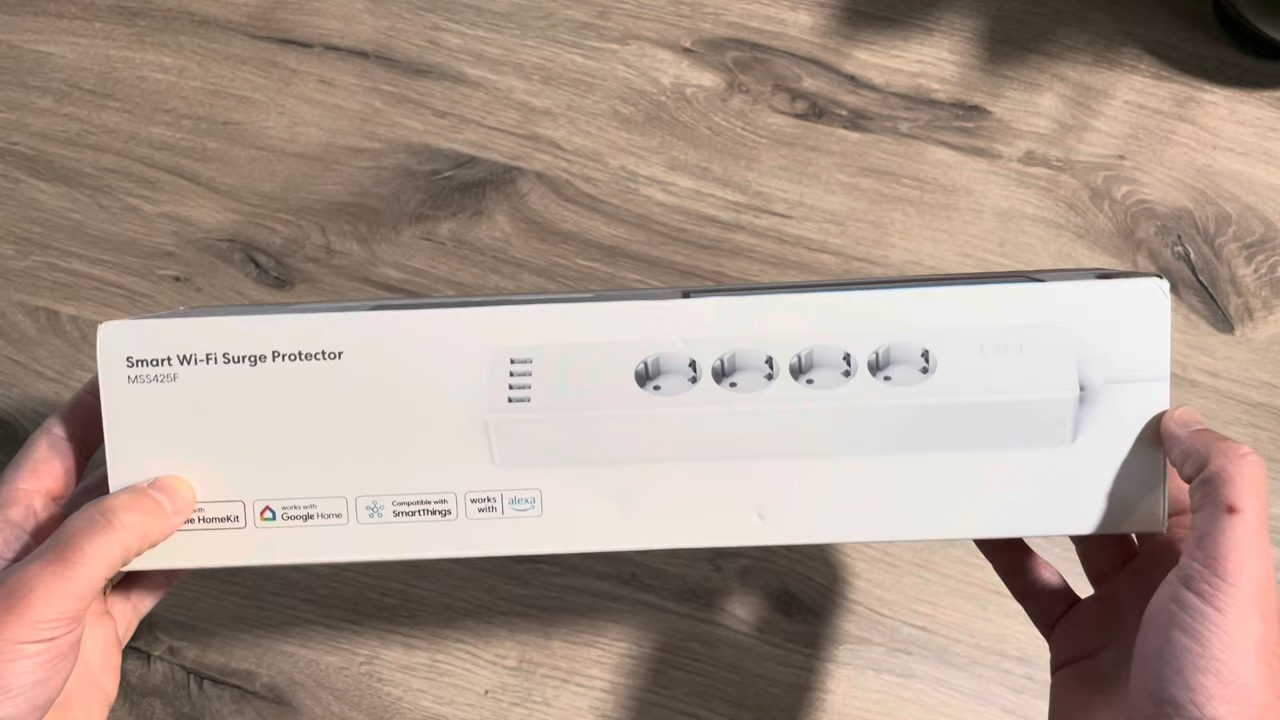 Smart Wi-Fi Surge Protector
MSS425F
HomeKit
works with
Google Home
Compatible with
SmartThings
works
with
alexa